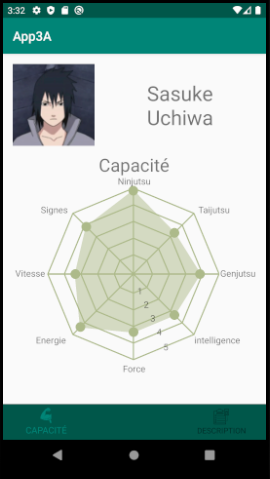 3:32
App3A
Sasuke
Uchiwa
Capacité
Ninjutsu
Signes
Taijutsu
Vitesse
Genjutsu
1
2
3
4
5
Energie
intelligence
Force
CAPACITÉ
DESCRIPTION